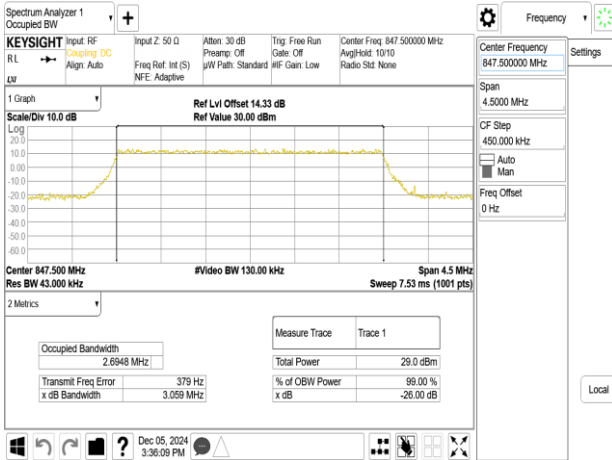 Spectrum Analyzer 1
Occupied BW
Frequency
KEYSIGHT
RL
LXI
Input: RF
Coupling: DC
Align: Auto
Input Z: 50 Ω
Freq Ref: Int (S)
NFE: Adaptive
Atten: 30 dB
Preamp: Off
µW Path: Standard
Trig: Free Run
Gate: Off
#IF Gain: Low
Center Freq: 847.500000 MHz
Avg|Hold: 10/10
Radio Std: None
Center Frequency
847.500000 MHz
Settings
Span
4.5000 MHz
CF Step
450.000 kHz
Auto
Man
Freq Offset
0 Hz
Local
1 Graph
Scale/Div 10.0 dB
Ref Lvl Offset 14.33 dB
Ref Value 30.00 dBm
Log
20.0
10.0
0.00
-10.0
-20.0
-30.0
-40.0
-50.0
-60.0
Center 847.500 MHz
#Video BW 130.00 kHz
Span 4.5 MHz
Res BW 43.000 kHz
Sweep 7.53 ms (1001 pts)
2 Metrics
Measure Trace
Trace 1
Occupied Bandwidth
2.6948 MHz
Total Power
29.0 dBm
Transmit Freq Error
379 Hz
% of OBW Power
99.00 %
x dB Bandwidth
3.059 MHz
x dB
-26.00 dB
?
Dec 05, 2024
3:36:09 PM